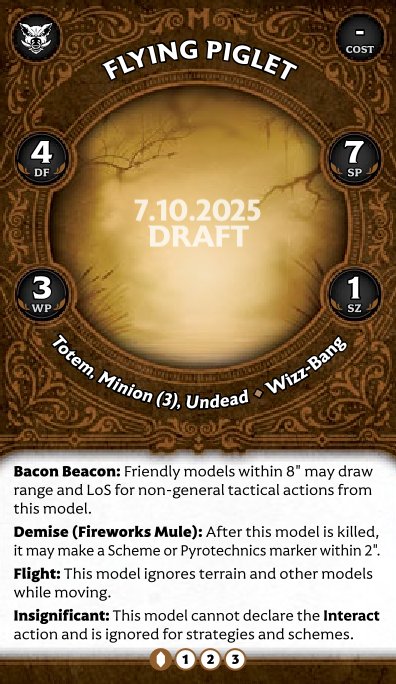 FLYING PIGLET
-
COST
4
DF
7
SP
7.10.2025
DRAFT
3
WP
1
SZ
Totem, Minion (3), Undead ♦ Wizz-Bang
Bacon Beacon: Friendly models within 8" may draw
range and LoS for non-general tactical actions from
this model.
Demise (Fireworks Mule): After this model is killed,
it may make a Scheme or Pyrotechnics marker within 2".
Flight: This model ignores terrain and other models
while moving.
Insignificant: This model cannot declare the Interact
action and is ignored for strategies and schemes.
1 2 3